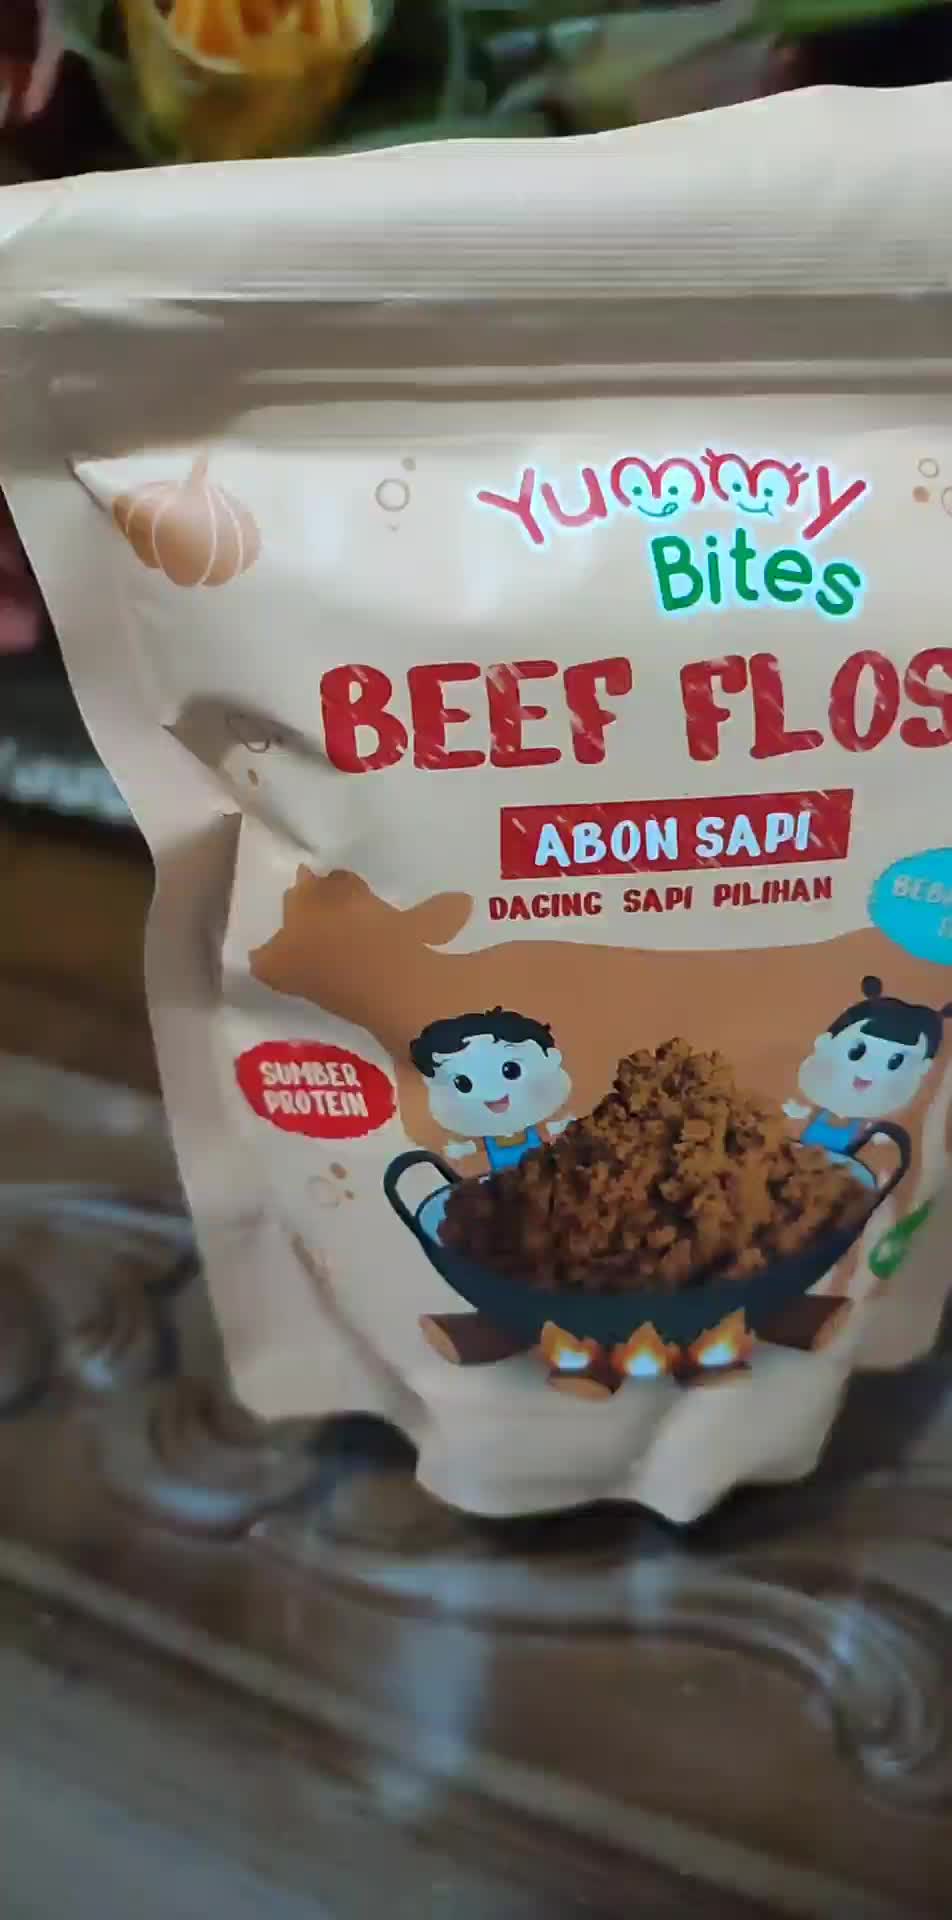 Yummy
Bites
BEEF FLOS
ABON SAPI
DAGING SAPI PILIHAN
SUMBER
PROTEIN